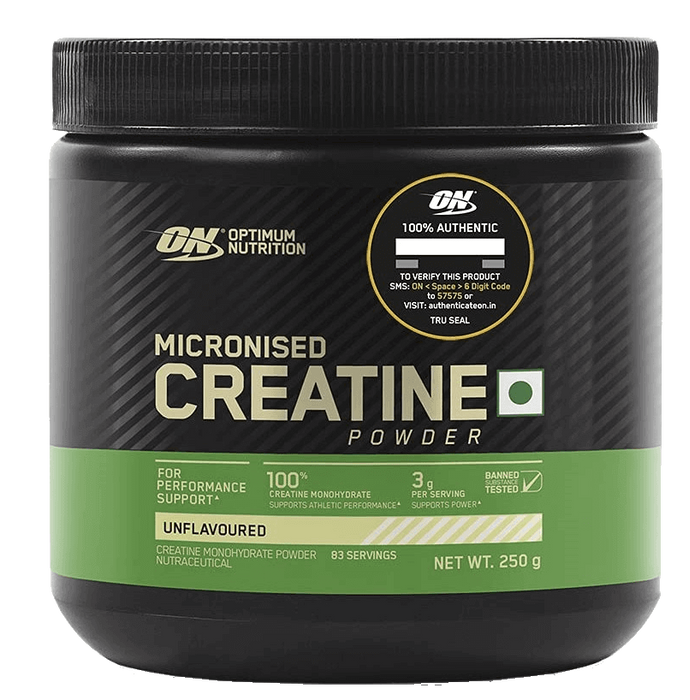 ON OPTIMUM
NUTRITION
ON
100% AUTHENTIC
TO VERIFY THIS PRODUCT
SMS: ON < Space > 6 Digit Code
to 57575 or
VISIT: authenticateon.in
TRU SEAL
MICRONISED
CREATINE
POWDER
FOR
PERFORMANCE
SUPPORT▲
100%
CREATINE MONOHYDRATE
SUPPORTS ATHLETIC PERFORMANCE▲
3g
PER SERVING
SUPPORTS POWER▲
BANNED
SUBSTANCE
TESTED
UNFLAVOURED
CREATINE MONOHYDRATE POWDER
NUTRACEUTICAL
83 SERVINGS
NET WT. 250 g